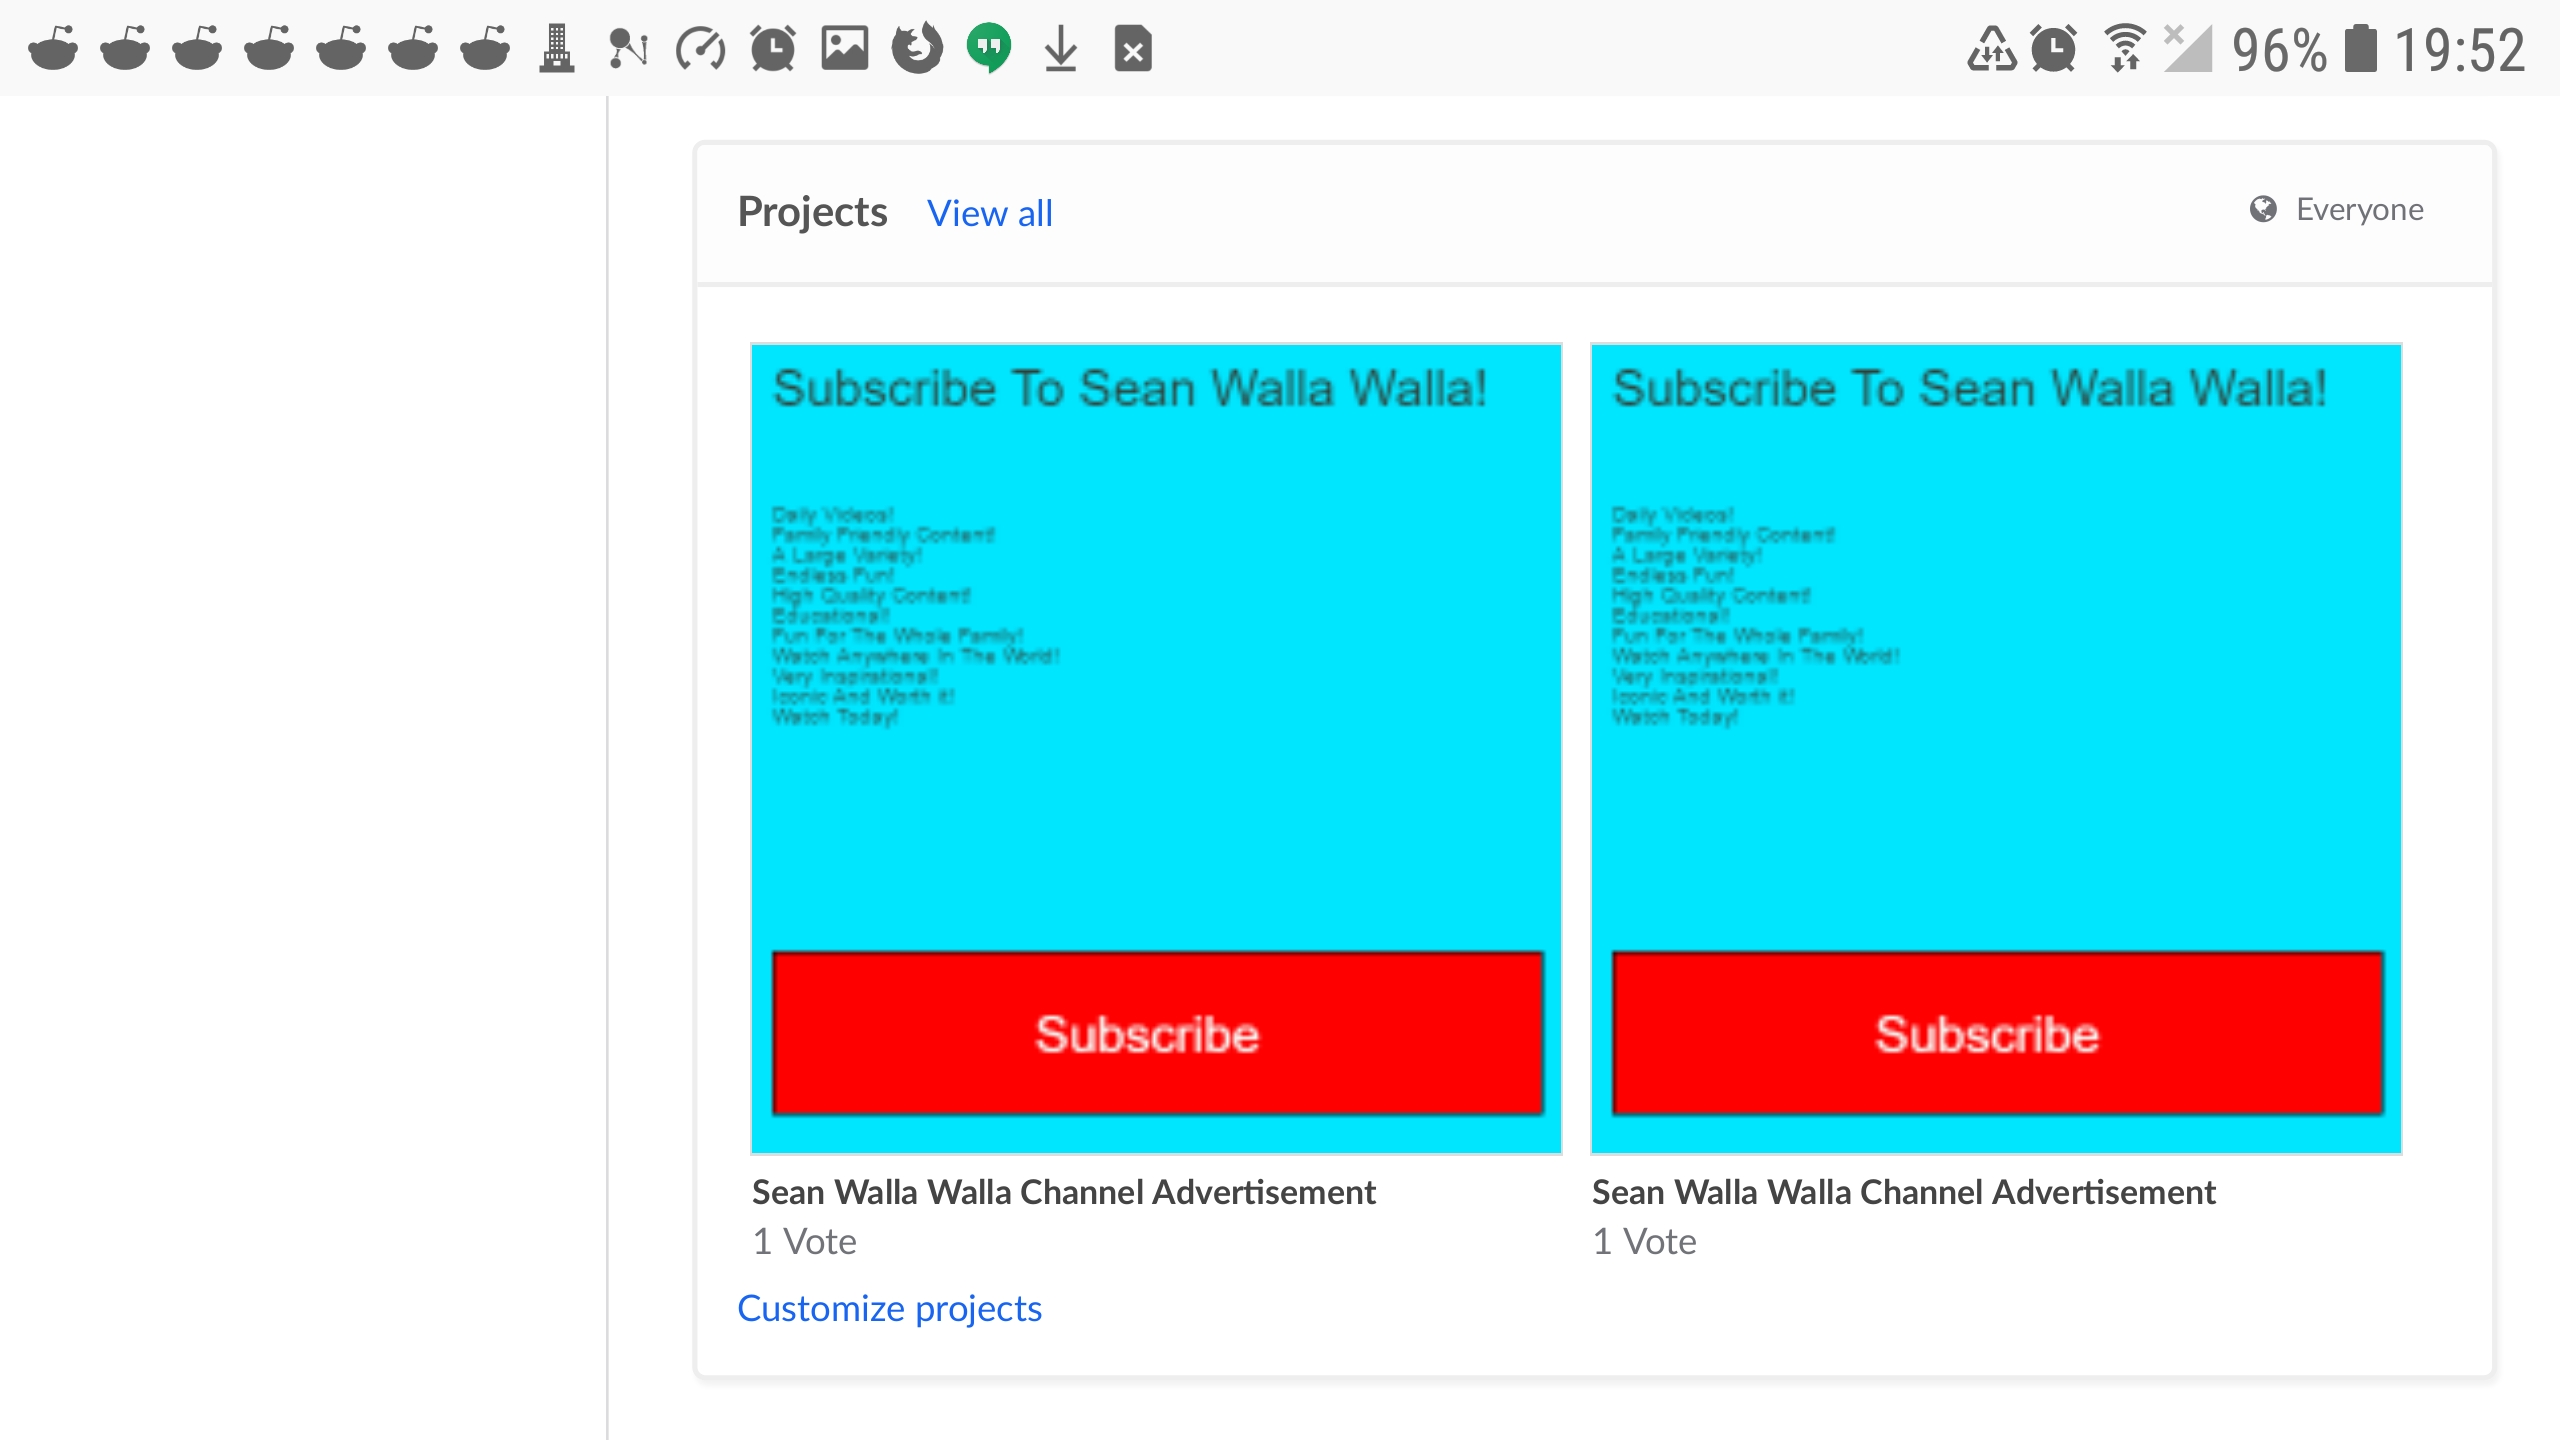 96% 19:52
Projects View all Everyone
Subscribe To Sean Walla Walla!
Daily Videos!
Family Friendly Content!
A Large Variety!
Endless Fun!
High Quality Content!
Educational!
Fun For The Whole Family!
Watch Anywhere In The World!
Very Inspirational!
Iconic And Worth it!
Watch Today!
Subscribe
Sean Walla Walla Channel Advertisement
1 Vote
Subscribe To Sean Walla Walla!
Daily Videos!
Family Friendly Content!
A Large Variety!
Endless Fun!
High Quality Content!
Educational!
Fun For The Whole Family!
Watch Anywhere In The World!
Very Inspirational!
Iconic And Worth it!
Watch Today!
Subscribe
Sean Walla Walla Channel Advertisement
1 Vote
Customize projects